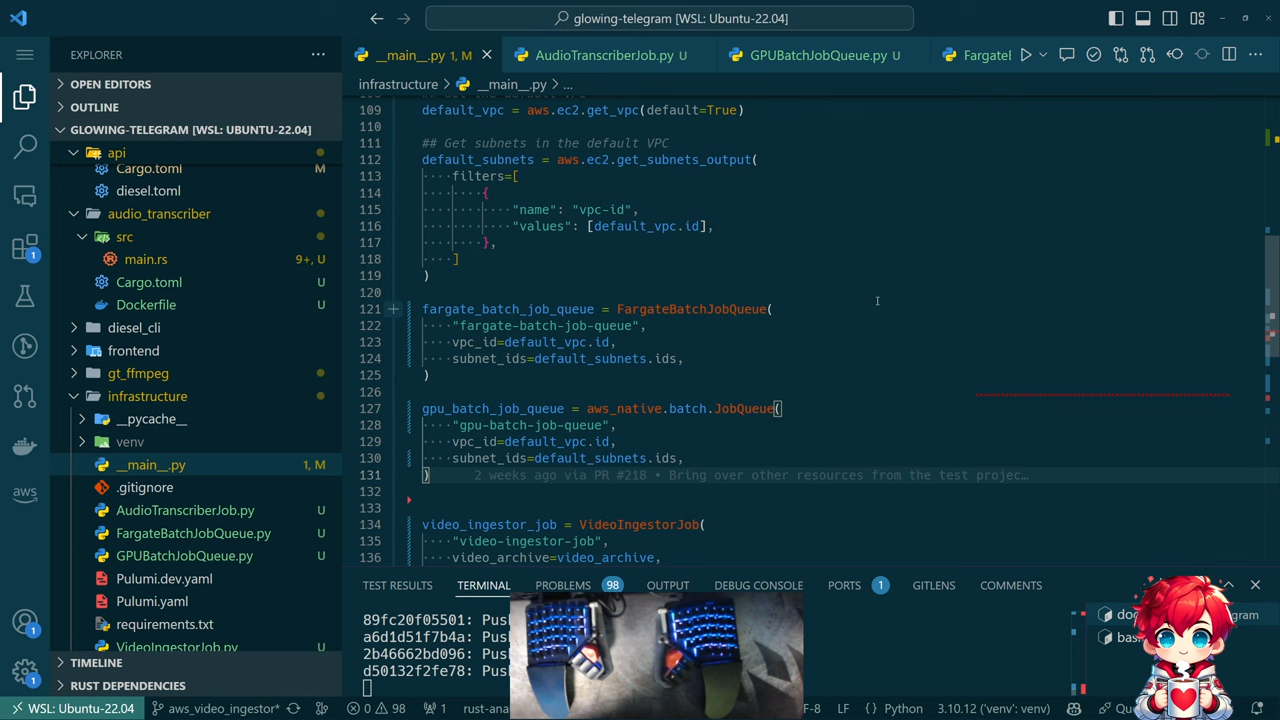 glowing-telegram [WSL: Ubuntu-22.04]
EXPLORER
OPEN EDITORS
OUTLINE
GLOWING-TELEGRAM [WSL: UBUNTU-22.04]
api
Cargo.toml M
diesel.toml
audio_transcriber
src
main.rs 9+, U
Cargo.toml U
Dockerfile U
diesel_cli
frontend
gt_ffmpeg
infrastructure
__pycache__
venv
__main__.py 1, M
.gitignore
AudioTranscriberJob.py U
FargateBatchJobQueue.py U
GPUBatchJobQueue.py U
Pulumi.dev.yaml
Pulumi.yaml
requirements.txt
VideoIngestorJob.py U
TIMELINE
RUST DEPENDENCIES
__main__.py 1, M
AudioTranscriberJob.py U
GPUBatchJobQueue.py U
FargateB
infrastructure > __main__.py > ...
109 default_vpc = aws.ec2.get_vpc(default=True)
110
111 ## Get subnets in the default VPC
112 default_subnets = aws.ec2.get_subnets_output(
113 filters=[
114 {
115 "name": "vpc-id",
116 "values": [default_vpc.id],
117 },
118 ]
119 )
120
121 fargate_batch_job_queue = FargateBatchJobQueue(
122 "fargate-batch-job-queue",
123 vpc_id=default_vpc.id,
124 subnet_ids=default_subnets.ids,
125 )
126
127 gpu_batch_job_queue = aws_native.batch.JobQueue(
128 "gpu-batch-job-queue",
129 vpc_id=default_vpc.id,
130 subnet_ids=default_subnets.ids,
131 ) 2 weeks ago via PR #218 • Bring over other resources from the test projec…
132
133
134 video_ingestor_job = VideoIngestorJob(
135 "video-ingestor-job",
136 video_archive=video_archive,
TEST RESULTS TERMINAL PROBLEMS 98 OUTPUT DEBUG CONSOLE PORTS 1 GITLENS COMMENTS
89fc20f05501: Pus
a6d1d51f7b4a: Pus
2b46662bd096: Pus
d50132f2fe78: Pus
bas
WSL: Ubuntu-22.04 aws_video_ingestor* 0 98 1 rust-ana
F-8 LF Python 3.10.12 ('venv': venv)